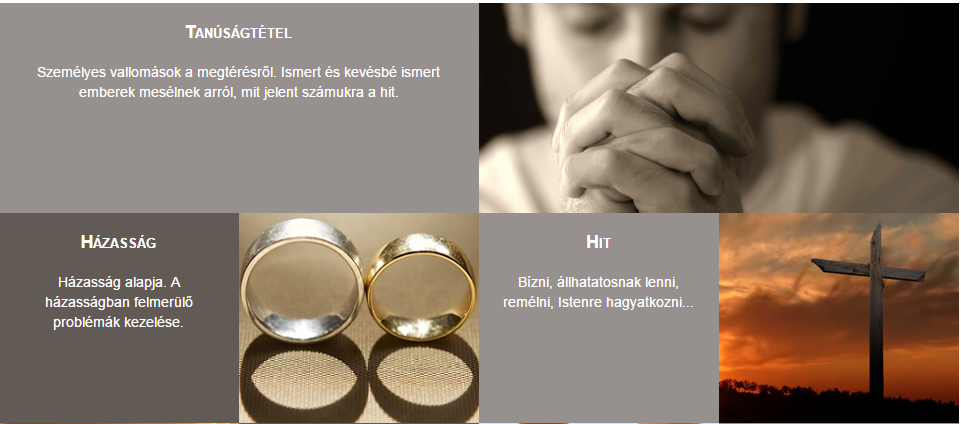 Tanúságtétel
Személyes vallomások a megtérésről. Ismert és kevésbé ismert
emberek mesélnek arról, mit jelent számukra a hit.
Házasság
Házasság alapja. A
házasságban felmerülő
problémák kezelése.
Hit
Bízni, állhatatosnak lenni,
remélni, Istenre hagyatkozni...